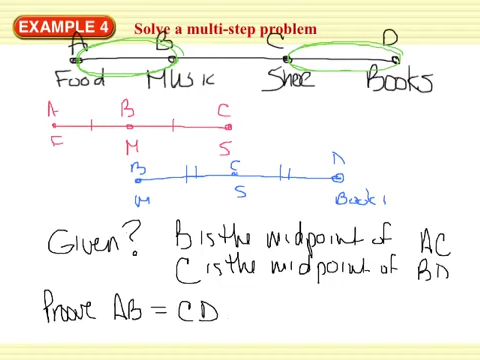 EXAMPLE 4 Solve a multi-step problem
A B C D
Food Music Shoe Books
A B C
F M S
B C D
M S Book
Given? B is the midpoint of AC
C is the midpoint of BD
Prove AB = CD